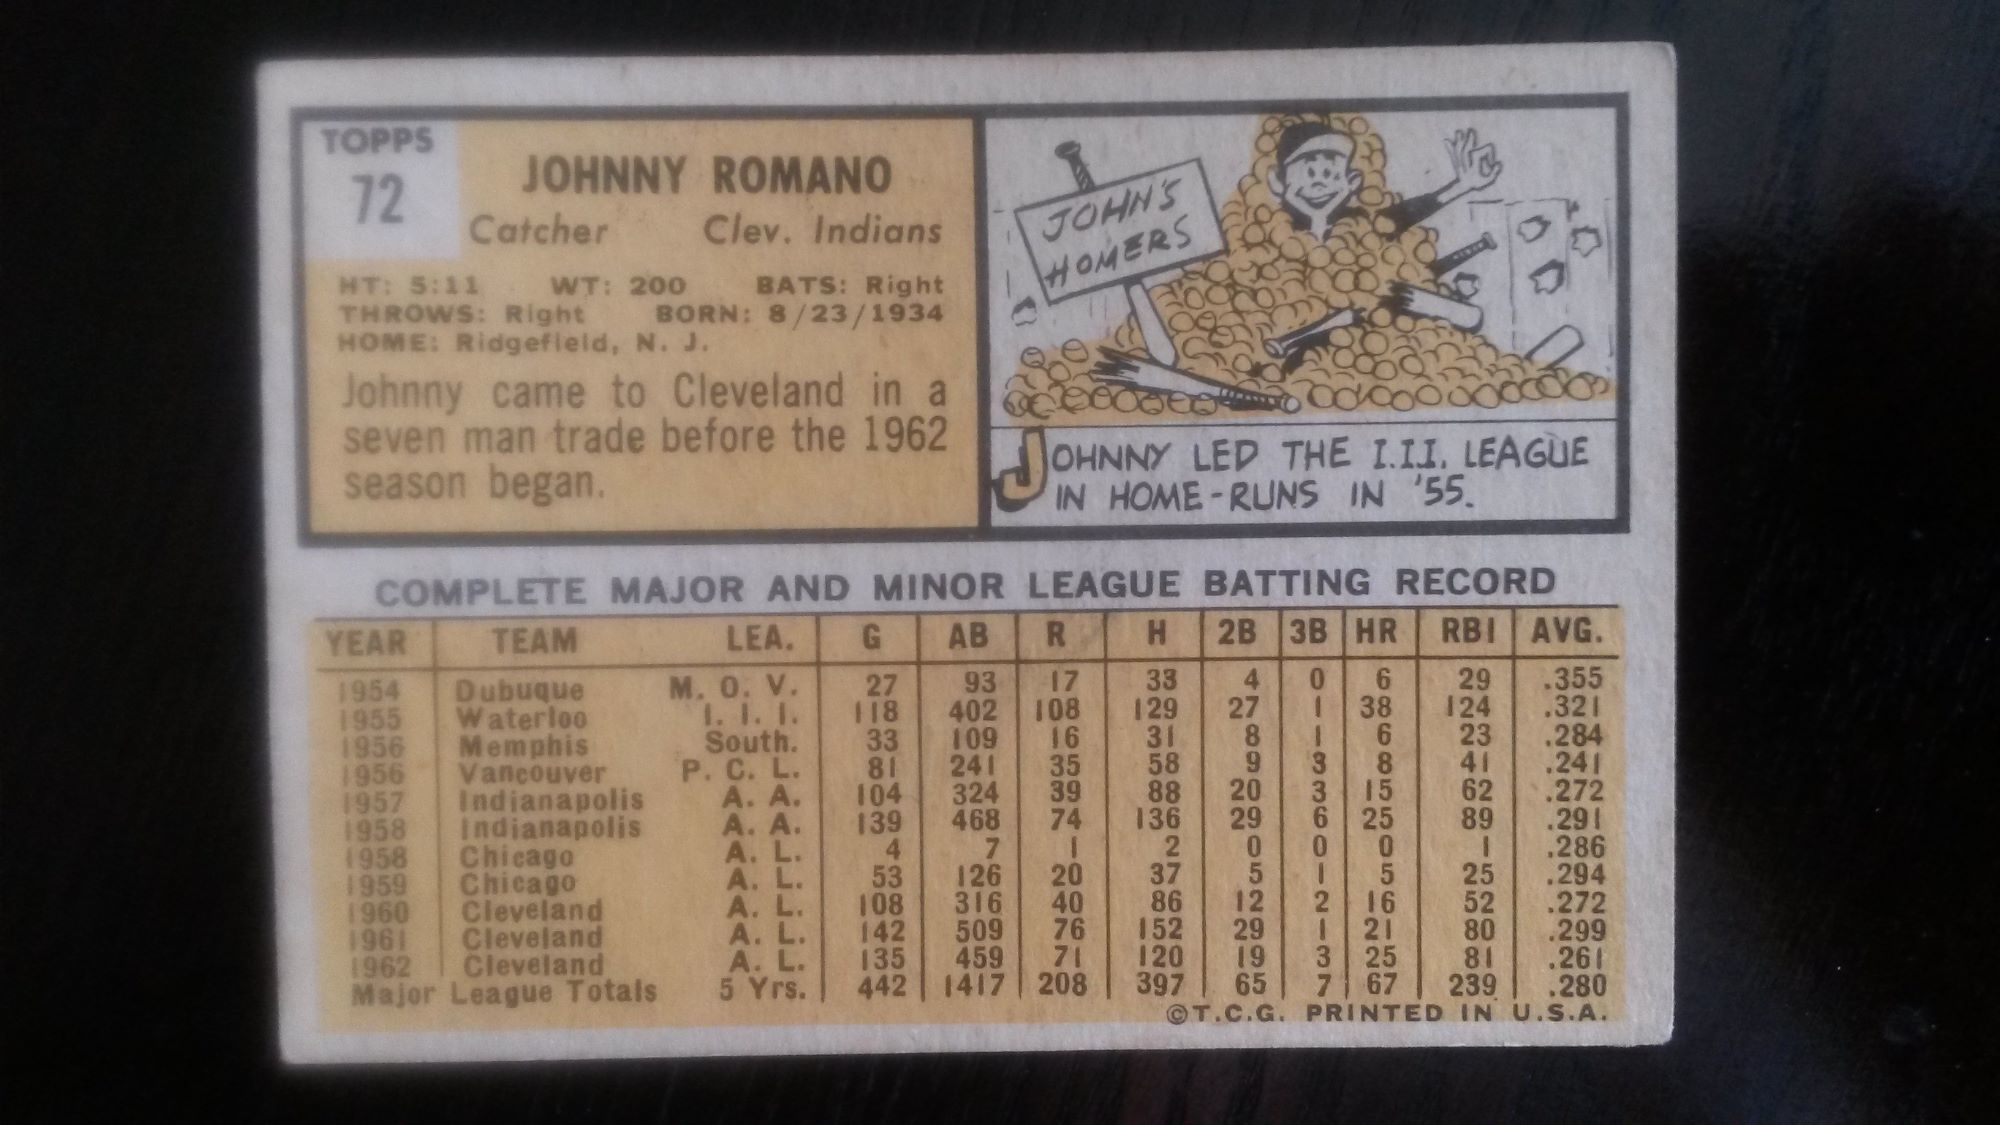 TOPPS
72
JOHNNY ROMANO
Catcher Clev. Indians
HT: 5:11 WT: 200 BATS: Right
THROWS: Right BORN: 8/23/1934
HOME: Ridgefield, N. J.
Johnny came to Cleveland in a
seven man trade before the 1962
season began.
JOHN'S
HOMERS
JOHNNY LED THE I.I.I. LEAGUE
IN HOME-RUNS IN '55.
COMPLETE MAJOR AND MINOR LEAGUE BATTING RECORD
YEAR TEAM LEA. G AB R H 2B 3B HR RBI AVG.
1954 Dubuque M. O. V. 27 93 17 33 4 0 6 29 .355
1955 Waterloo I. I. I. 118 402 108 129 27 1 38 124 .321
1956 Memphis South. 33 109 16 31 8 1 6 23 .284
1956 Vancouver P. C. L. 81 241 35 58 9 3 8 41 .241
1957 Indianapolis A. A. 104 324 39 88 20 3 15 62 .272
1958 Indianapolis A. A. 139 468 74 136 29 6 25 89 .291
1958 Chicago A. L. 4 7 1 2 0 0 0 1 .286
1959 Chicago A. L. 53 126 20 37 5 1 5 25 .294
1960 Cleveland A. L. 108 316 40 86 12 2 16 52 .272
1961 Cleveland A. L. 142 509 76 152 29 1 21 80 .299
1962 Cleveland A. L. 135 459 71 120 19 3 25 81 .261
Major League Totals 5 Yrs. 442 1417 208 397 65 7 67 239 .280
©T.C.G. PRINTED IN U.S.A.